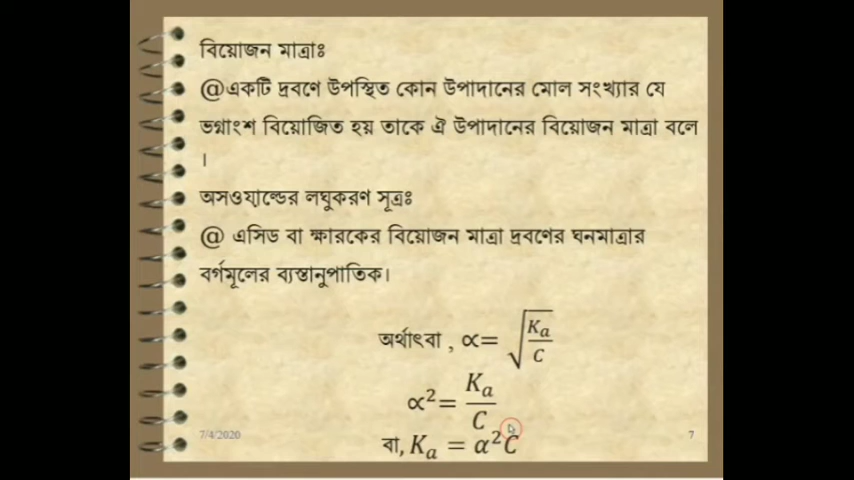 বিয়োজন মাত্রাঃ
@একটি দ্রবণে উপস্থিত কোন উপাদানের মোল সংখ্যার যে
ভগ্নাংশ বিয়োজিত হয় তাকে ঐ উপাদানের বিয়োজন মাত্রা বলে
।
অসওয়াল্ডের লঘুকরণ সূত্রঃ
@ এসিড বা ক্ষারকের বিয়োজন মাত্রা দ্রবণের ঘনমাত্রার
বর্গমূলের ব্যস্তানুপাতিক।
অর্থাৎবা , ∝= √(Kₐ/C)
∝²= Kₐ/C
বা, Kₐ = α²C
7/4/2020
7